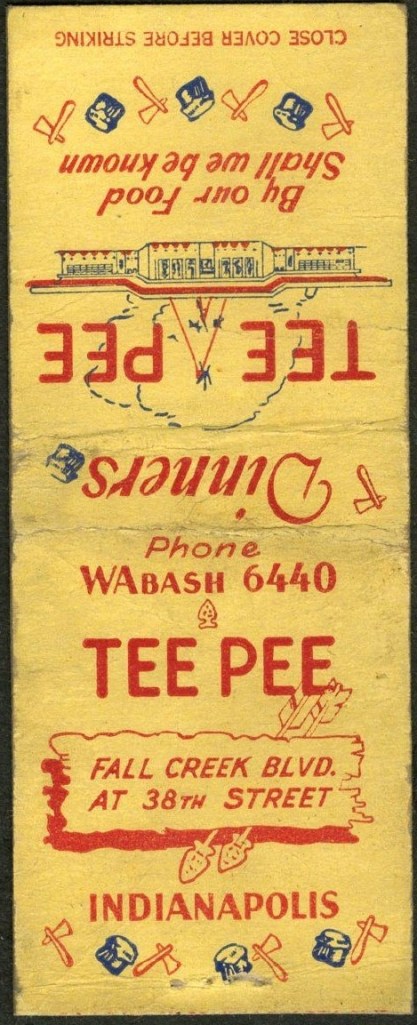 Dinners
TEE PEE
By our Food
Shall we be known
CLOSE COVER BEFORE STRIKING
Phone
WABASH 6440
TEE PEE
FALL CREEK BLVD.
AT 38TH STREET
INDIANAPOLIS